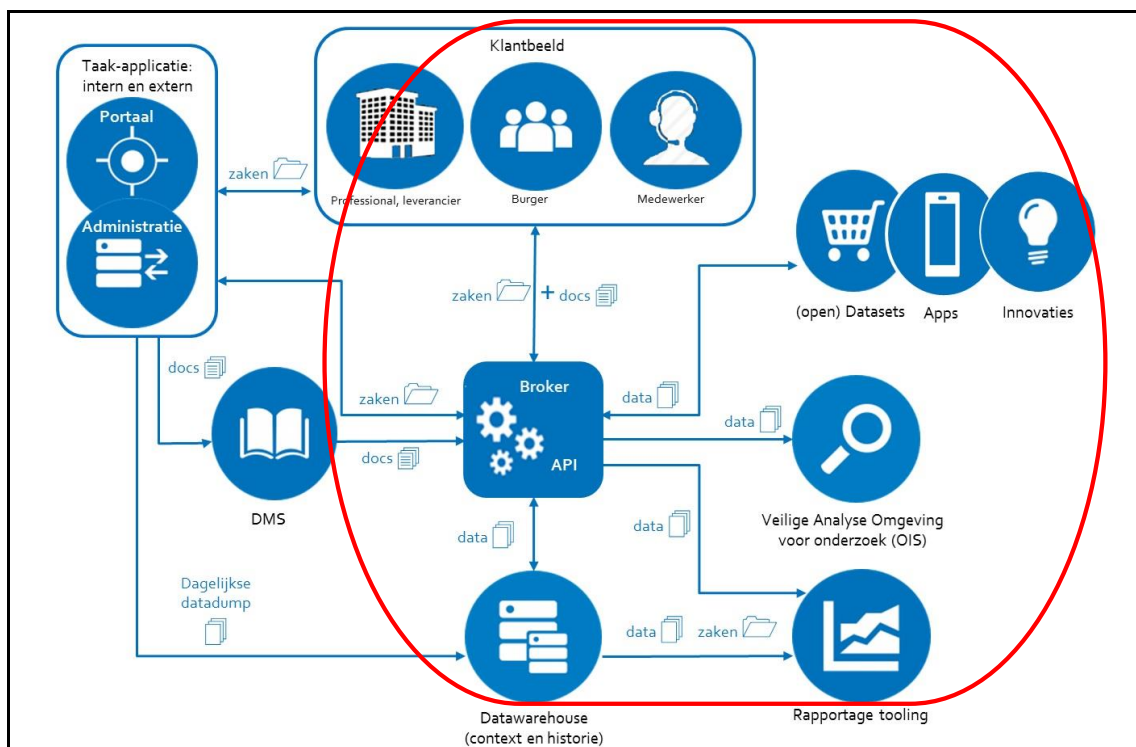 Klantbeeld
Taak-applicatie:
intern en extern
Portaal
zaken
Professional, leverancier
Burger
Medewerker
Administratie
zaken + docs
(open) Datasets
Apps
Innovaties
docs
zaken
Broker
API
data
data
docs
DMS
Veilige Analyse Omgeving
voor onderzoek (OIS)
data
data
Dagelijkse
datadump
data
zaken
Datawarehouse
(context en historie)
Rapportage tooling